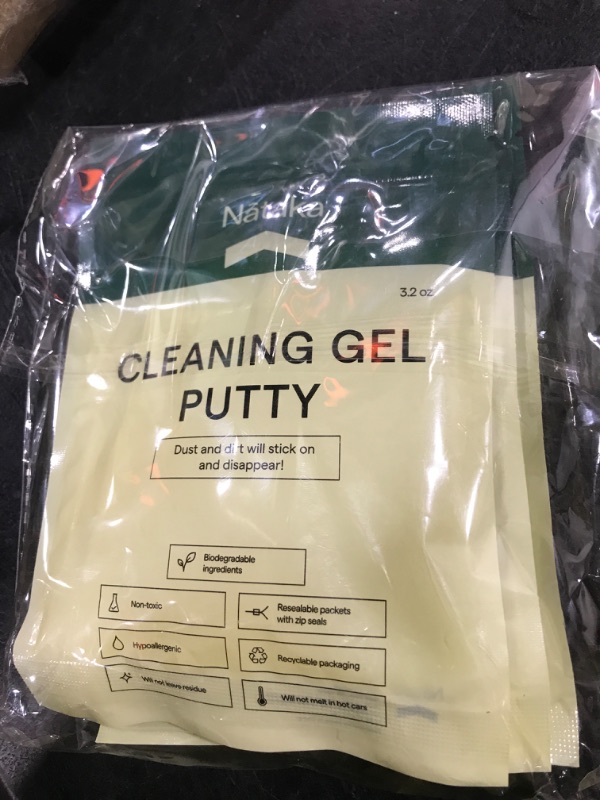 3.2 oz
CLEANING GEL
PUTTY
Dust and dirt will stick on
and disappear!
Biodegradable
ingredients
Non-toxic
Resealable packets
with zip seals
Hypoallergenic
Recyclable packaging
Will not leave residue
Will not melt in hot cars